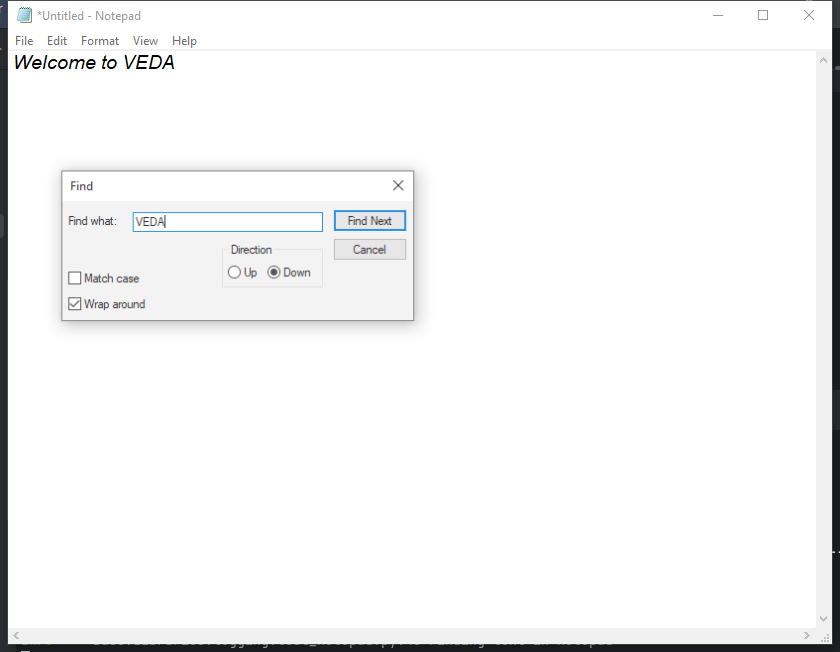 *Untitled - Notepad
File Edit Format View Help
Welcome to VEDA
Find
Find what: VEDA Find Next
Direction Cancel
Up Down
Match case
Wrap around